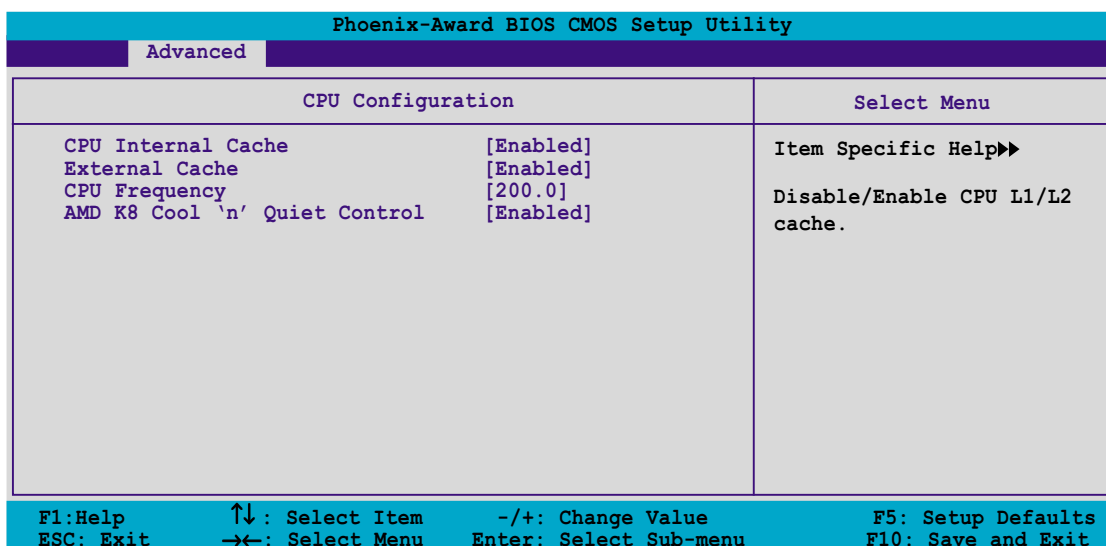 Phoenix-Award BIOS CMOS Setup Utility
Advanced
CPU Configuration
Select Menu
CPU Internal Cache [Enabled]
External Cache [Enabled]
CPU Frequency [200.0]
AMD K8 Cool ‘n’ Quiet Control [Enabled]
Item Specific Help▶▶
Disable/Enable CPU L1/L2
cache.
F1:Help ↑↓: Select Item -/+: Change Value F5: Setup Defaults
ESC: Exit →←: Select Menu Enter: Select Sub-menu F10: Save and Exit